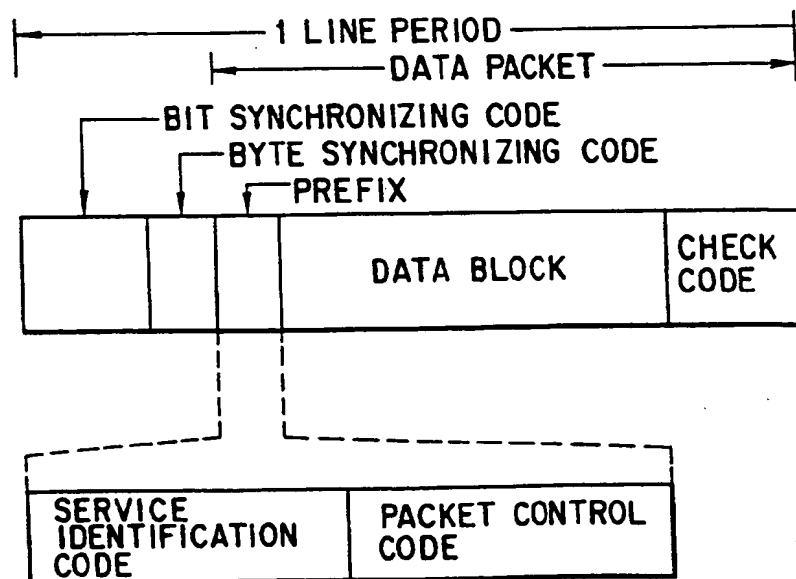 1 LINE PERIOD
DATA PACKET
BIT SYNCHRONIZING CODE
BYTE SYNCHRONIZING CODE
PREFIX
DATA BLOCK
CHECK
CODE
SERVICE
IDENTIFICATION
CODE
PACKET CONTROL
CODE